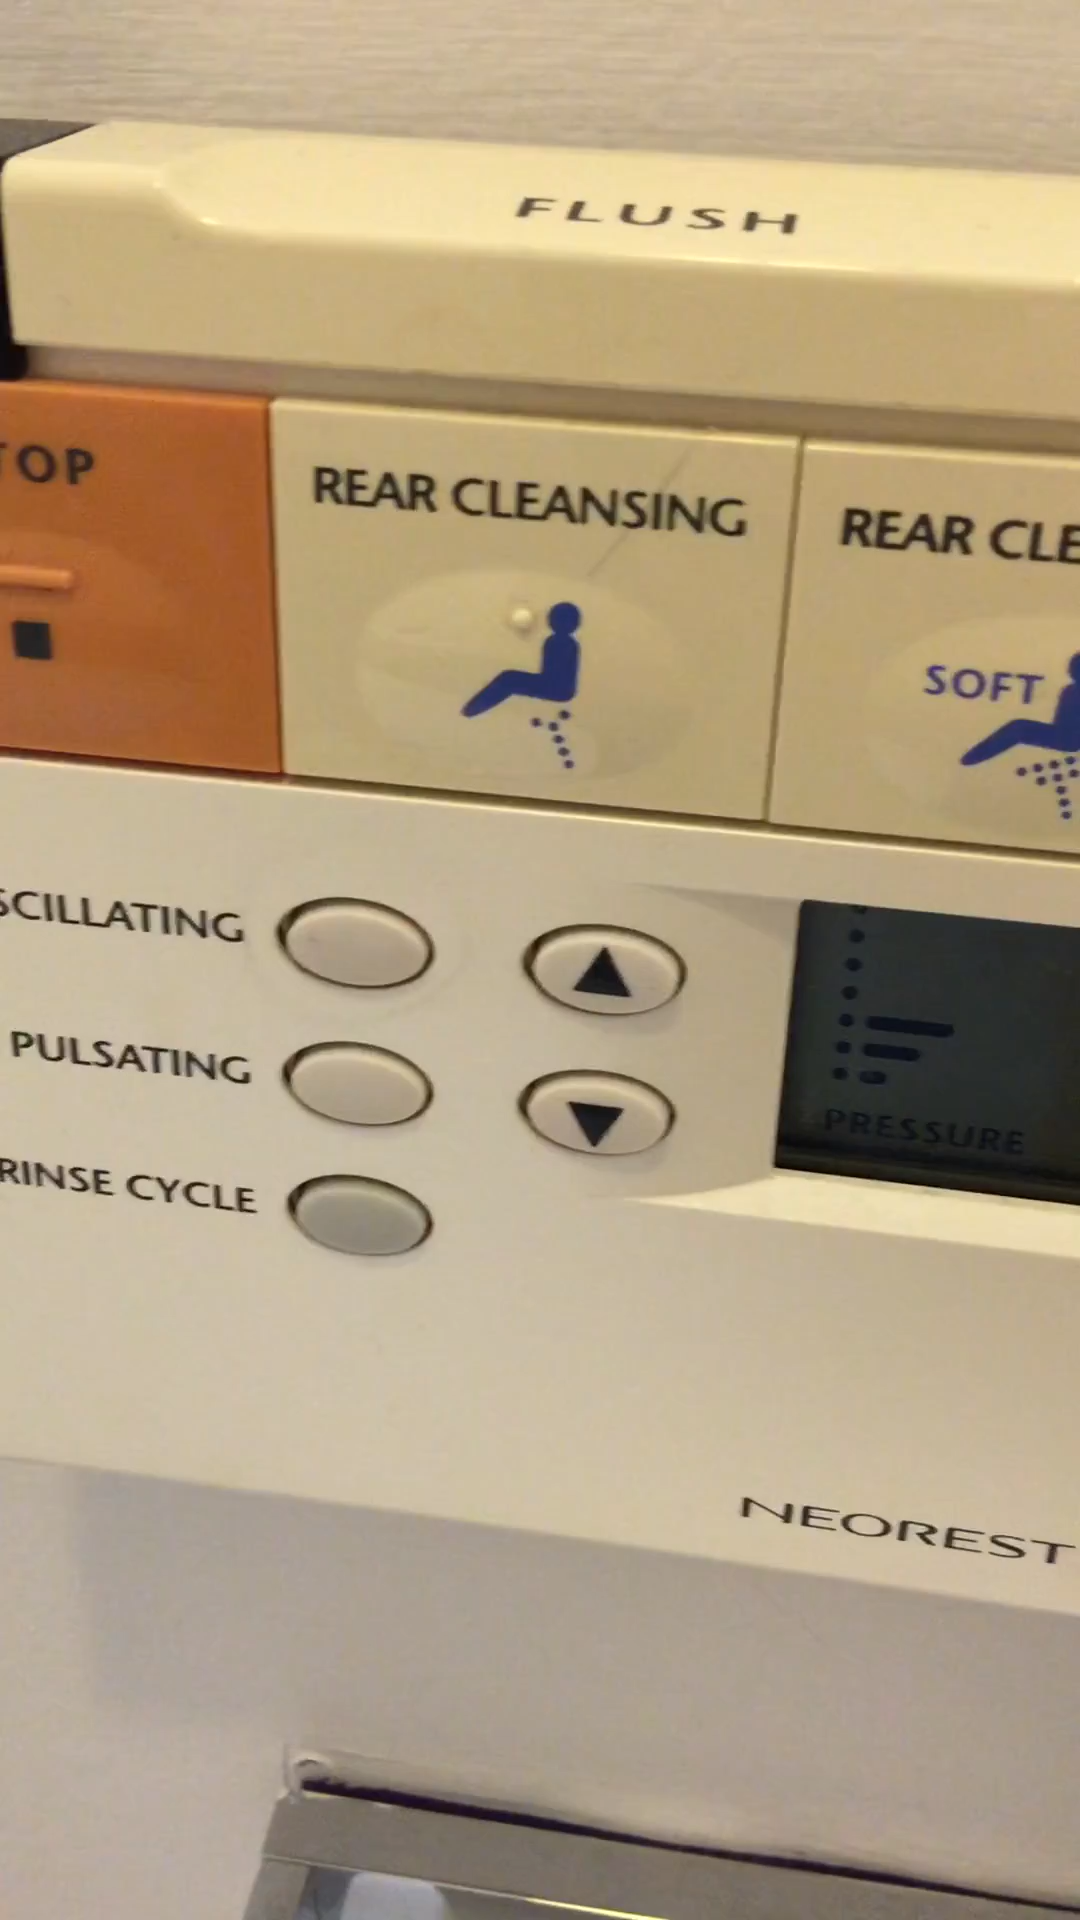 FLUSH
TOP
REAR CLEANSING
REAR CLE
SOFT
SCILLATING
PULSATING
RINSE CYCLE
PRESSURE
NEOREST